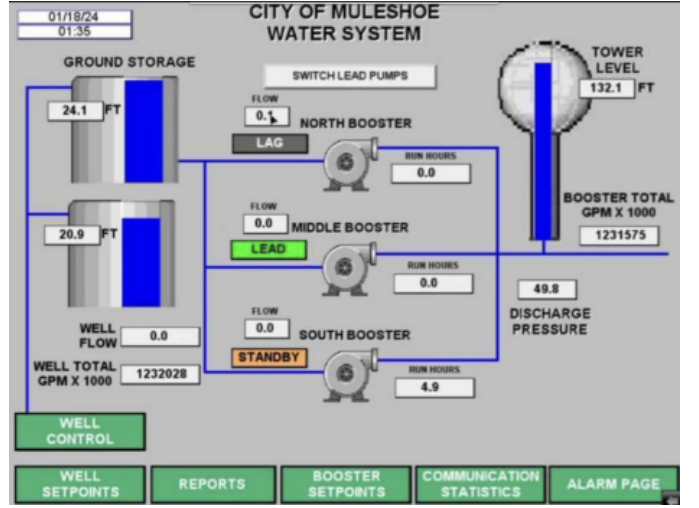 01/18/24
01:35
CITY OF MULESHOE
WATER SYSTEM
GROUND STORAGE
SWITCH LEAD PUMPS
TOWER
LEVEL
132.1 FT
24.1 FT
FLOW
0.1
NORTH BOOSTER
LAG
RUN HOURS
0.0
20.9 FT
FLOW
0.0
MIDDLE BOOSTER
LEAD
RUN HOURS
0.0
BOOSTER TOTAL
GPM X 1000
1231575
49.8
DISCHARGE
PRESSURE
WELL
FLOW
0.0
FLOW
0.0
SOUTH BOOSTER
STANDBY
RUN HOURS
4.9
WELL TOTAL
GPM X 1000
1232028
WELL
CONTROL
WELL
SETPOINTS
REPORTS
BOOSTER
SETPOINTS
COMMUNICATION
STATISTICS
ALARM PAGE